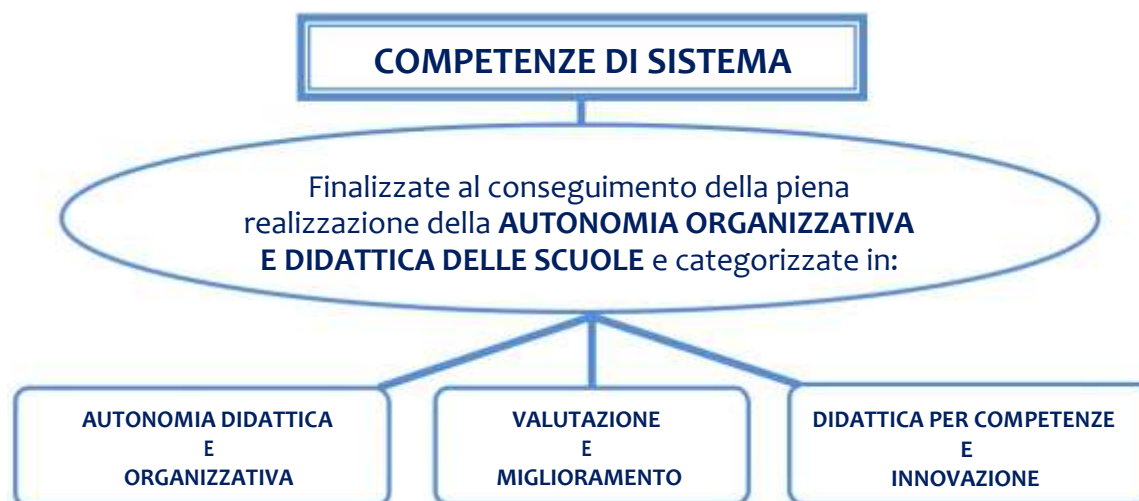 COMPETENZE DI SISTEMA
Finalizzate al conseguimento della piena
realizzazione della AUTONOMIA ORGANIZZATIVA
E DIDATTICA DELLE SCUOLE e categorizzate in:
AUTONOMIA DIDATTICA
E
ORGANIZZATIVA
VALUTAZIONE
E
MIGLIORAMENTO
DIDATTICA PER COMPETENZE
E
INNOVAZIONE